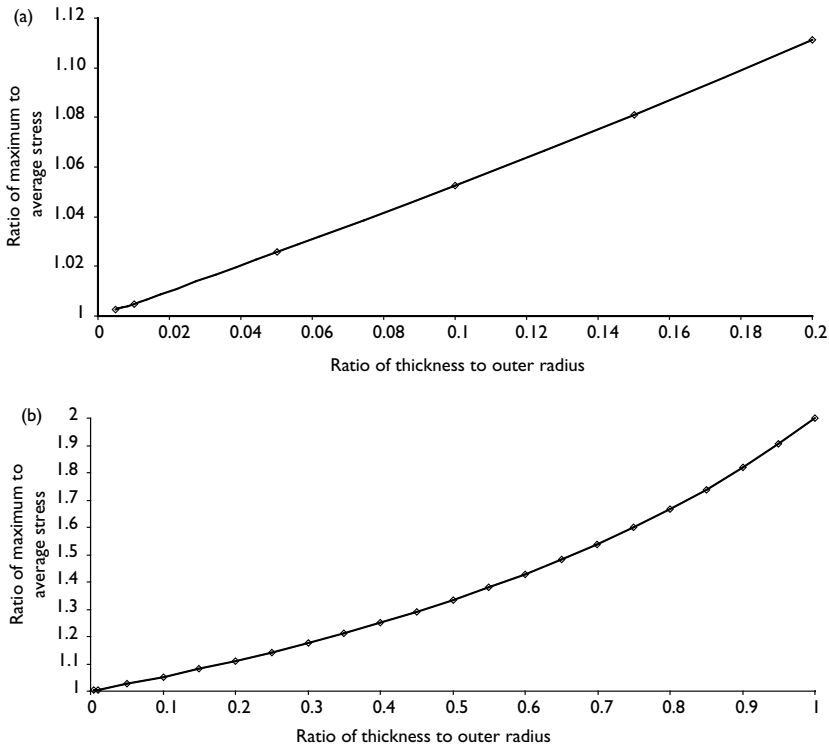 (a)
Ratio of maximum to
average stress
1.12
1.10
1.08
1.06
1.04
1.02
1
0 0.02 0.04 0.06 0.08 0.1 0.12 0.14 0.16 0.18 0.2
Ratio of thickness to outer radius
(b)
Ratio of maximum to
average stress
2
1.9
1.8
1.7
1.6
1.5
1.4
1.3
1.2
1.1
1
0 0.1 0.2 0.3 0.4 0.5 0.6 0.7 0.8 0.9 1
Ratio of thickness to outer radius